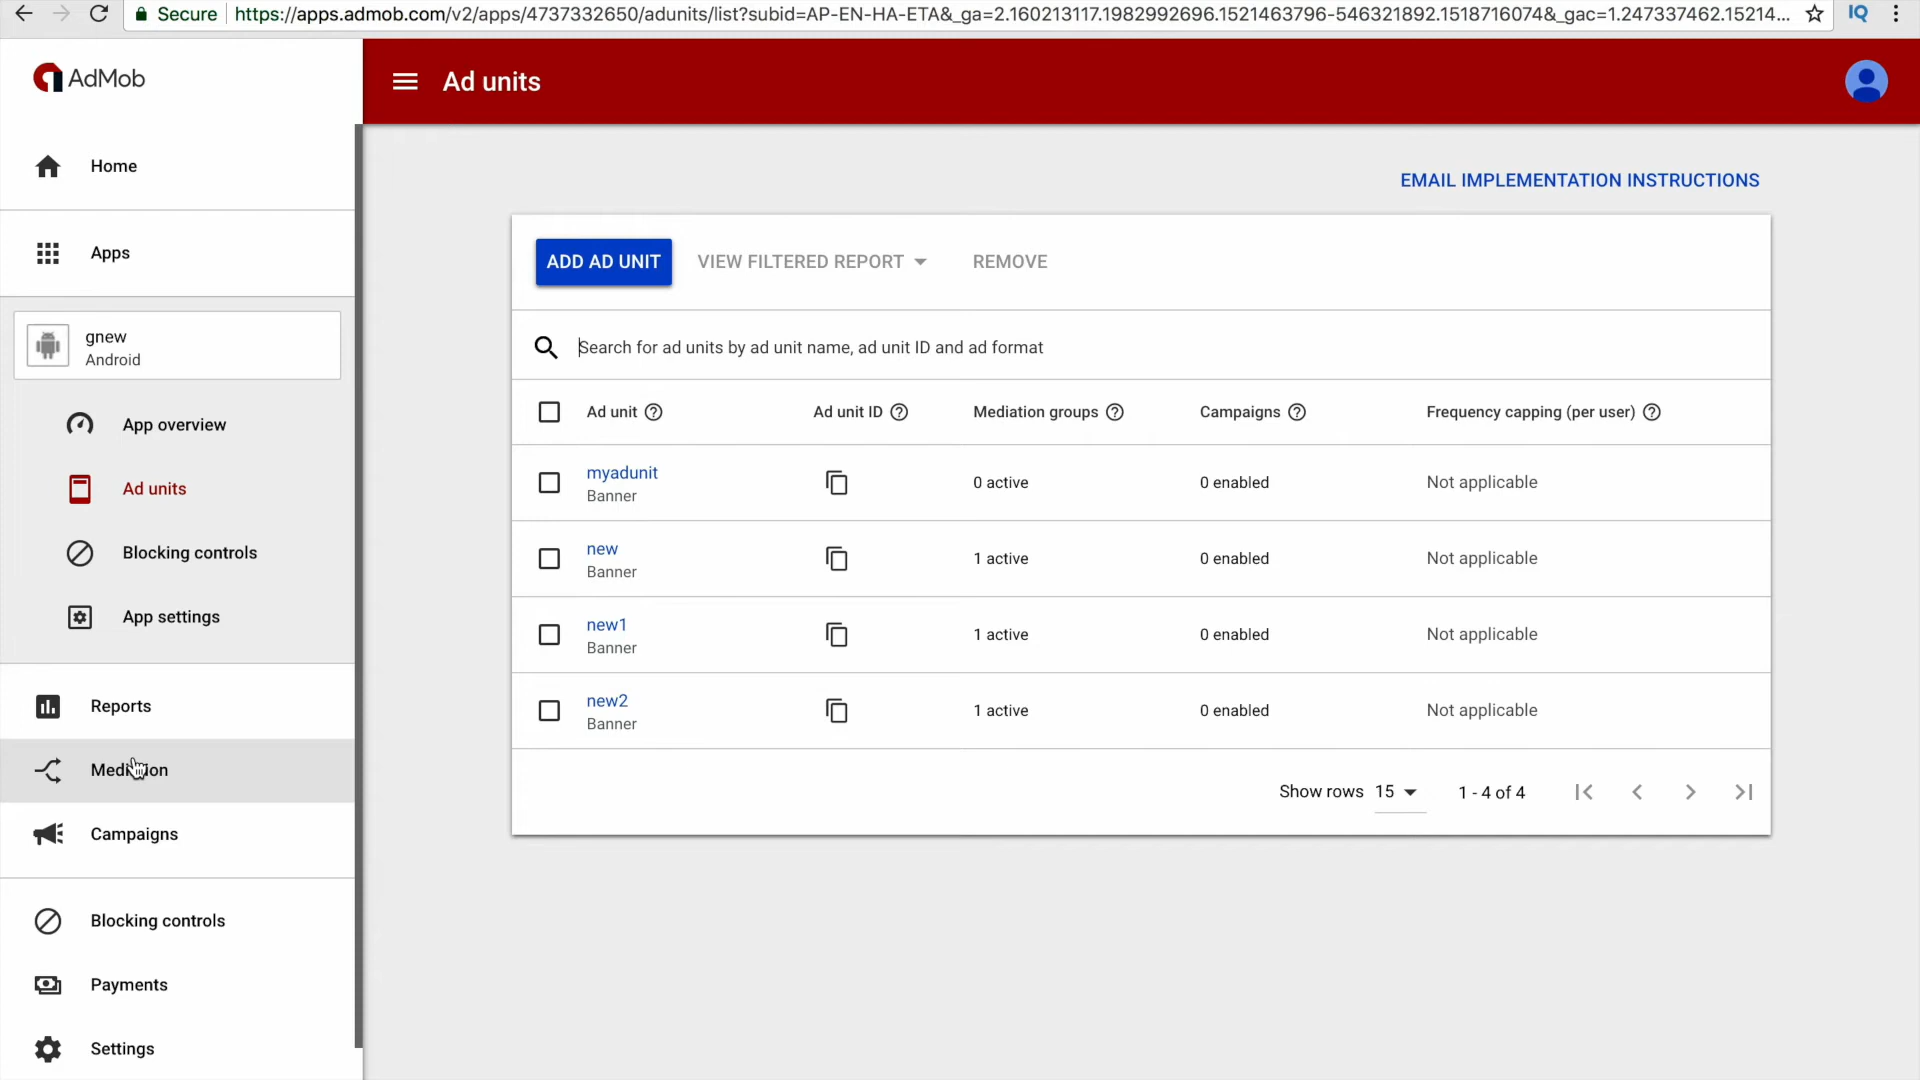 Secure
https://apps.admob.com/v2/apps/4737332650/adunits/list?subid=AP-EN-HA-ETA&_ga=2.160213117.1982992696.1521463796-546321892.1518716074&_gac=1.247337462.15214...
IQ
AdMob
Ad units
Home
Apps
gnew
Android
App overview
Ad units
Blocking controls
App settings
Reports
Mediation
Campaigns
Blocking controls
Payments
Settings
EMAIL IMPLEMENTATION INSTRUCTIONS
ADD AD UNIT VIEW FILTERED REPORT REMOVE
Search for ad units by ad unit name, ad unit ID and ad format
Ad unit Ad unit ID Mediation groups Campaigns Frequency capping (per user)
myadunit
Banner
0 active 0 enabled Not applicable
new
Banner
1 active 0 enabled Not applicable
new1
Banner
1 active 0 enabled Not applicable
new2
Banner
1 active 0 enabled Not applicable
Show rows 15 1 - 4 of 4